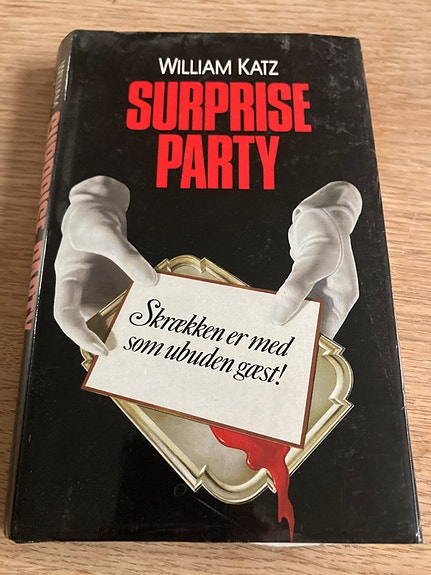 WILLIAM KATZ
SURPRISE
PARTY
Skrækken er med
som ubuden gæst!